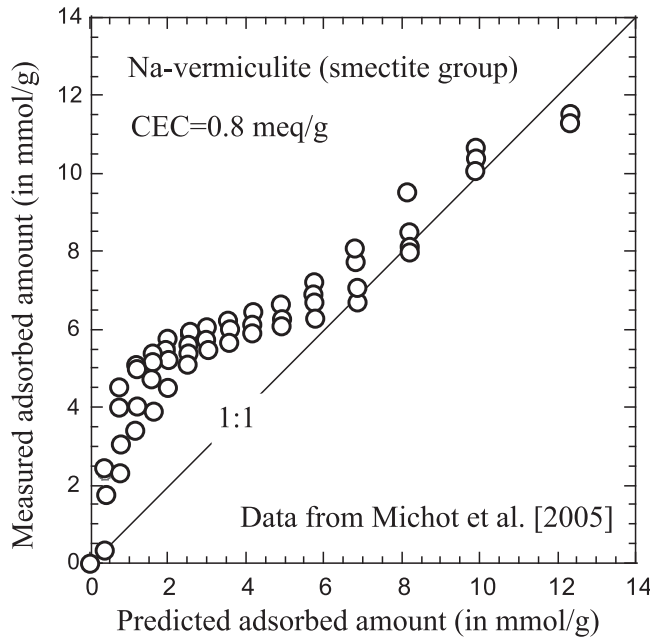 14
12
10
8
6
4
2
0
Measured adsorbed amount (in mmol/g)
Na-vermiculite (smectite group)
CEC=0.8 meq/g
1:1
Data from Michot et al. [2005]
0 2 4 6 8 10 12 14
Predicted adsorbed amount (in mmol/g)